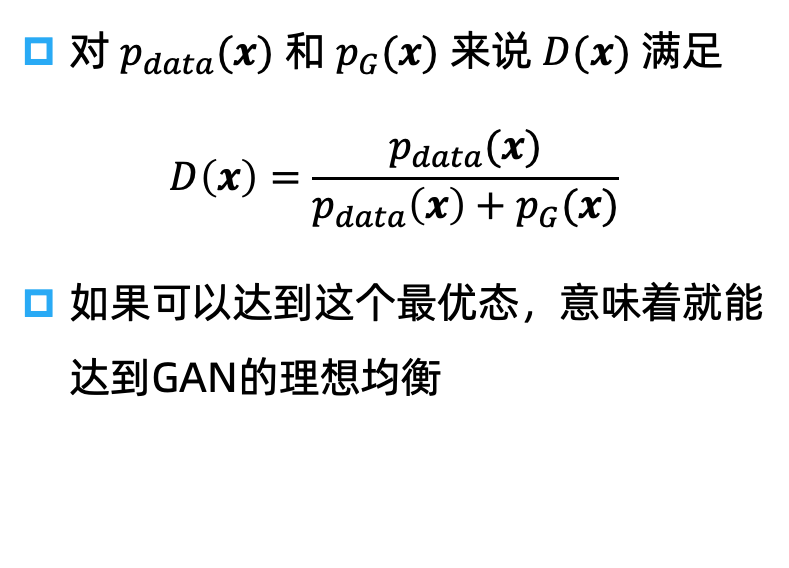 对 p_data(x) 和 p_G(x) 来说 D(x) 满足
D(x) = p_data(x) / (p_data(x) + p_G(x))
如果可以达到这个最优态，意味着就能
达到GAN的理想均衡